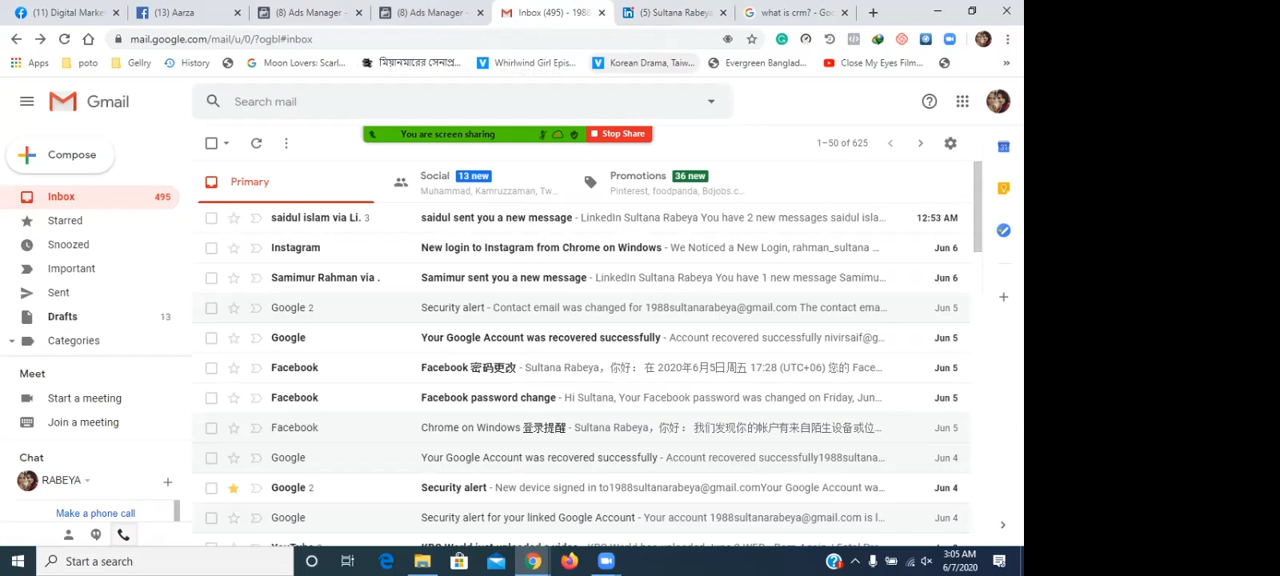 (11) Digital Market
(13) Aarza
(8) Ads Manager -
(8) Ads Manager -
Inbox (495) - 1988
(5) Sultana Rabeya
what is crm? - Goo
mail.google.com/mail/u/0/?ogbl#inbox
Apps
poto
Gellry
History
Moon Lovers: Scarl...
মিয়ানমারের সেনাপ্র...
Whirlwind Girl Epis...
Korean Drama, Taiw...
Evergreen Banglad...
Close My Eyes Film...
»
Gmail
Search mail
You are screen sharing
Stop Share
Compose
1–50 of 625
Inbox 495
Starred
Snoozed
Important
Sent
Drafts 13
Categories
Meet
Start a meeting
Join a meeting
Chat
RABEYA
Make a phone call
Primary
Social 13 new
Muhammad, Kamruzzaman, Tw...
Promotions 36 new
Pinterest, foodpanda, Bdjobs.c...
saidul islam via Li. 3 saidul sent you a new message - LinkedIn Sultana Rabeya You have 2 new messages saidul isla... 12:53 AM
Instagram New login to Instagram from Chrome on Windows - We Noticed a New Login, rahman_sultana ... Jun 6
Samimur Rahman via . Samimur sent you a new message - LinkedIn Sultana Rabeya You have 1 new message Samimu... Jun 6
Google 2 Security alert - Contact email was changed for 1988sultanarabeya@gmail.com The contact ema... Jun 5
Google Your Google Account was recovered successfully - Account recovered successfully nivirsaif@g... Jun 5
Facebook Facebook 密码更改 - Sultana Rabeya，你好： 在 2020年6月5日周五 17:28 (UTC+06) 您的 Face... Jun 5
Facebook Facebook password change - Hi Sultana, Your Facebook password was changed on Friday, Jun... Jun 5
Facebook Chrome on Windows 登录提醒 - Sultana Rabeya，你好： 我们发现你的帐户有来自陌生设备或位... Jun 5
Google Your Google Account was recovered successfully - Account recovered successfully1988sultana... Jun 4
Google 2 Security alert - New device signed in to1988sultanarabeya@gmail.comYour Google Account wa... Jun 4
Google Security alert for your linked Google Account - Your account 1988sultanarabeya@gmail.com is l... Jun 4
Start a search
3:05 AM
6/7/2020